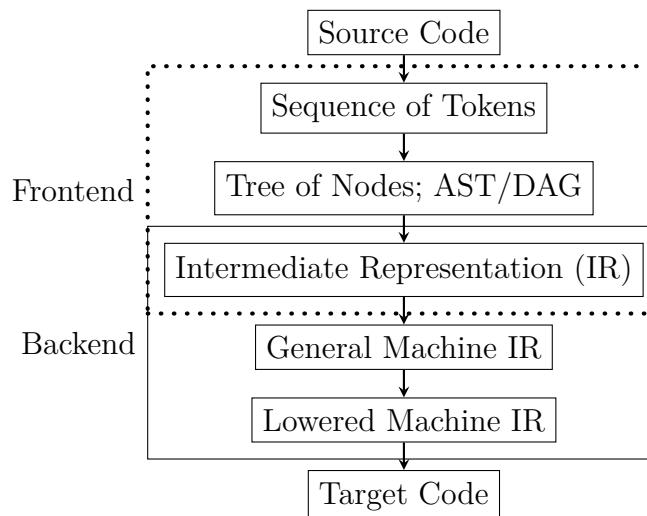 Source Code
Sequence of Tokens
Frontend
Tree of Nodes; AST/DAG
Intermediate Representation (IR)
Backend
General Machine IR
Lowered Machine IR
Target Code